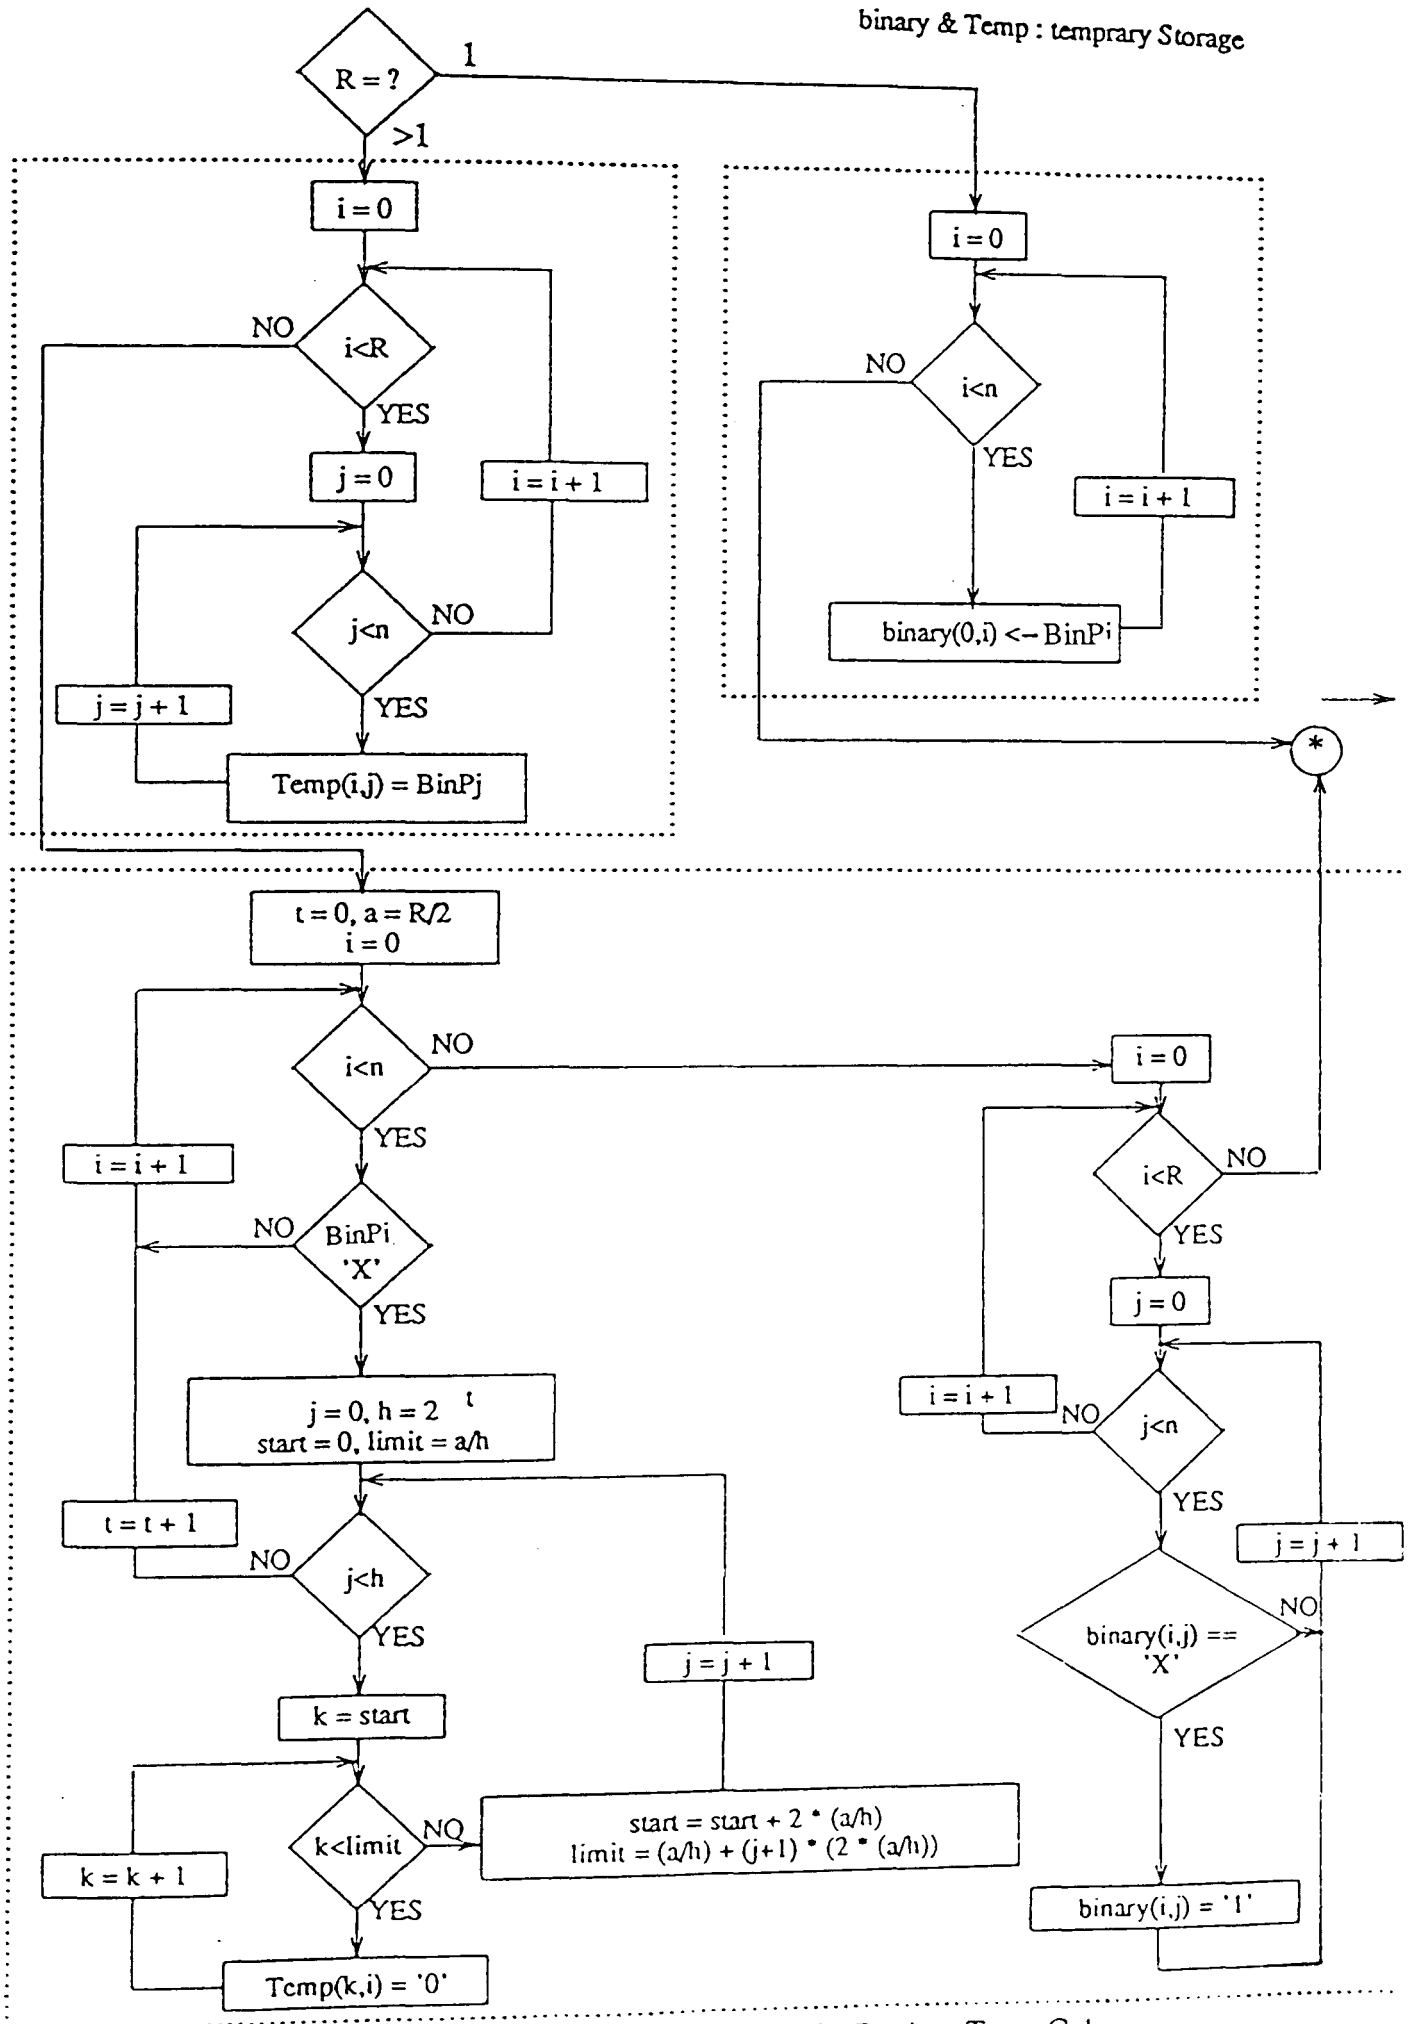 binary & Temp : temprary Storage
R = ?
1
>1
i = 0
i<R
NO
YES
j = 0
i = i + 1
j<n
NO
YES
j = j + 1
Temp(i,j) = BinPj
i = 0
i<n
NO
YES
i = i + 1
binary(0,i) <- BinPi
*
t = 0, a = R/2
i = 0
i<n
NO
YES
i = i + 1
BinPi
'X'
NO
YES
j = 0, h = 2 t
start = 0, limit = a/h
t = t + 1
j<h
NO
YES
j = j + 1
k = start
k<limit
NO
YES
start = start + 2 * (a/h)
limit = (a/h) + (j+1) * (2 * (a/h))
k = k + 1
Temp(k,i) = '0'
i = 0
i<R
NO
YES
j = 0
i = i + 1
j<n
NO
YES
j = j + 1
binary(i,j) ==
'X'
NO
YES
binary(i,j) = '1'